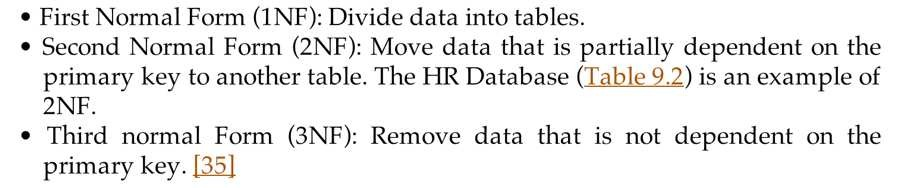 • First Normal Form (1NF): Divide data into tables.
• Second Normal Form (2NF): Move data that is partially dependent on the
primary key to another table. The HR Database (Table 9.2) is an example of
2NF.
• Third normal Form (3NF): Remove data that is not dependent on the
primary key. [35]